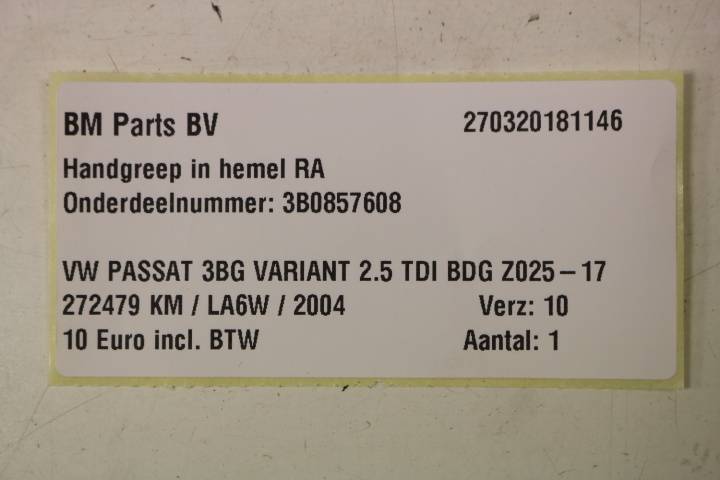 BM Parts BV 270320181146
Handgreep in hemel RA
Onderdeelnummer: 3B0857608
VW PASSAT 3BG VARIANT 2.5 TDI BDG Z025-17
272479 KM / LA6W / 2004 Verz: 10
10 Euro incl. BTW Aantal: 1